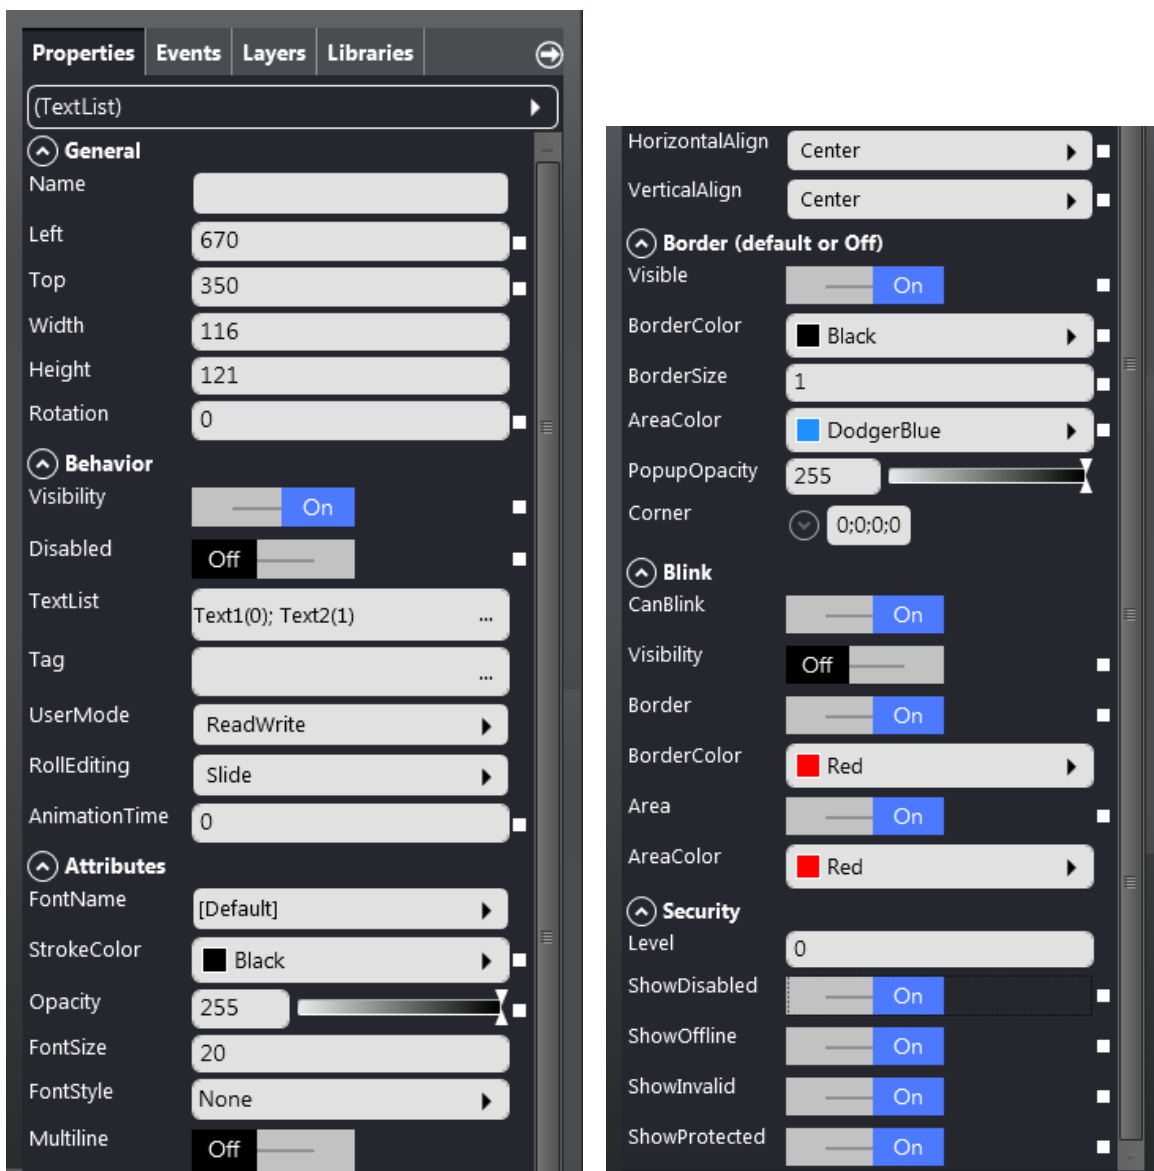 Properties Events Layers Libraries
(TextList)
General
Name
Left 670
Top 350
Width 116
Height 121
Rotation 0
Behavior
Visibility On
Disabled Off
TextList Text1(0); Text2(1) ...
Tag ...
UserMode ReadWrite
RollEditing Slide
AnimationTime 0
Attributes
FontName [Default]
StrokeColor Black
Opacity 255
FontSize 20
FontStyle None
Multiline Off
HorizontalAlign Center
VerticalAlign Center
Border (default or Off)
Visible On
BorderColor Black
BorderSize 1
AreaColor DodgerBlue
PopupOpacity 255
Corner 0;0;0;0
Blink
CanBlink On
Visibility Off
Border On
BorderColor Red
Area On
AreaColor Red
Security
Level 0
ShowDisabled On
ShowOffline On
ShowInvalid On
ShowProtected On